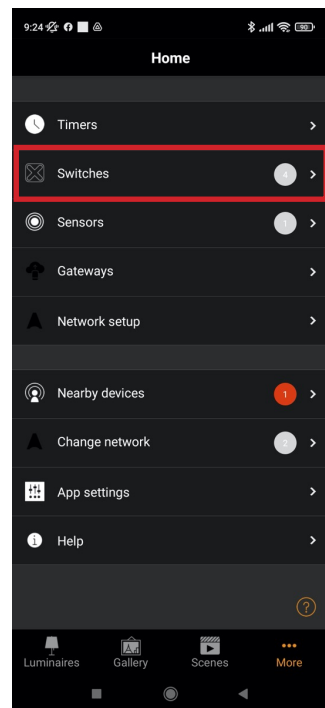 9:24
90
Home
Timers
Switches 4
Sensors 1
Gateways
Network setup
Nearby devices 1
Change network 2
App settings
Help
?
Luminaires Gallery Scenes More